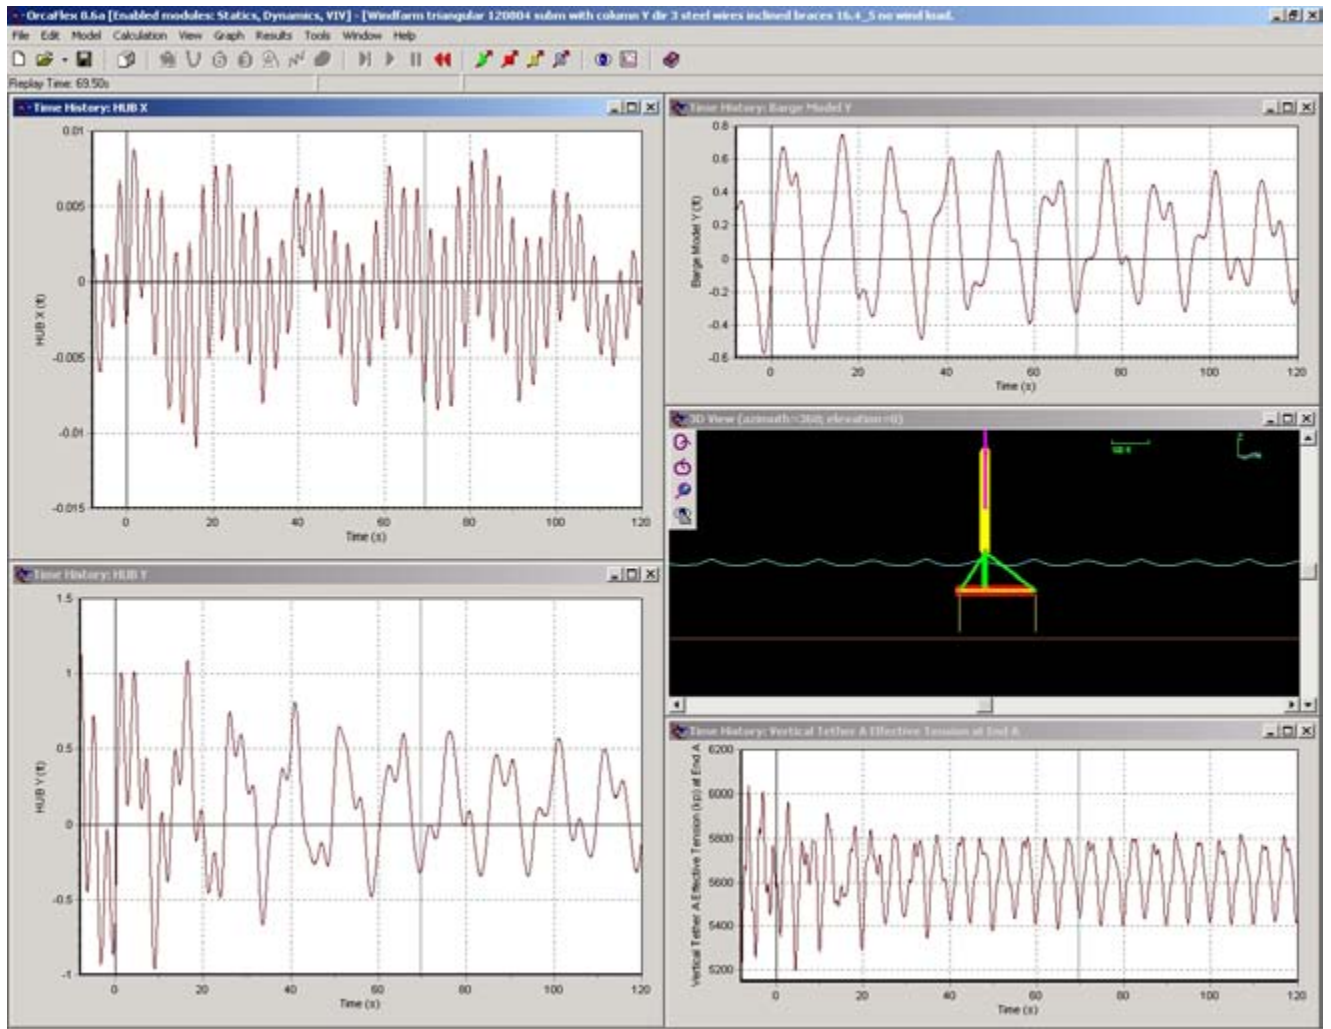 OrcaFlex 8.6a [Enabled modules: Statics, Dynamics, VIV] - [Windfarm triangular 120804 subm with column Y dir 3 steel wires inclined braces 16.4_5 no wind load.
File Edit Model Calculation View Graph Results Tools Window Help
Replay Time: 69.50s
Time History: HUB X
0.01
0.005
0
-0.005
-0.01
-0.015
HUB X (ft)
0 20 40 60 80 100 120
Time (s)
Time History: Barge Model Y
0.8
0.6
0.4
0.2
0
-0.2
-0.4
-0.6
Barge Model Y (ft)
0 20 40 60 80 100 120
Time (s)
3D View (azimuth=360; elevation=0)
Time History: HUB Y
1.5
1
0.5
0
-0.5
-1
HUB Y (ft)
0 20 40 60 80 100 120
Time (s)
Time History: Vertical Tether A Effective Tension at End A
6200
6000
5800
5600
5400
5200
Vertical Tether A Effective Tension (kip) at End A
0 20 40 60 80 100 120
Time (s)